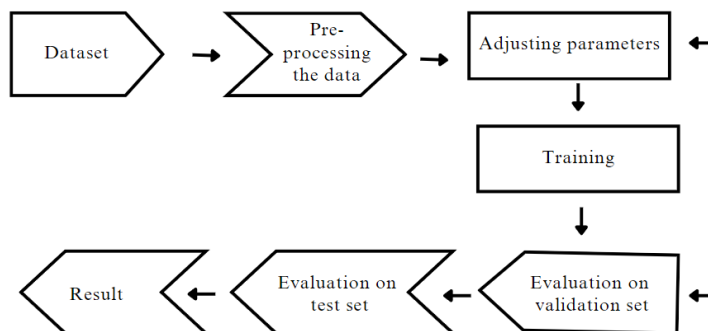 Dataset
Pre-
processing
the data
Adjusting parameters
Training
Evaluation on
validation set
Evaluation on
test set
Result